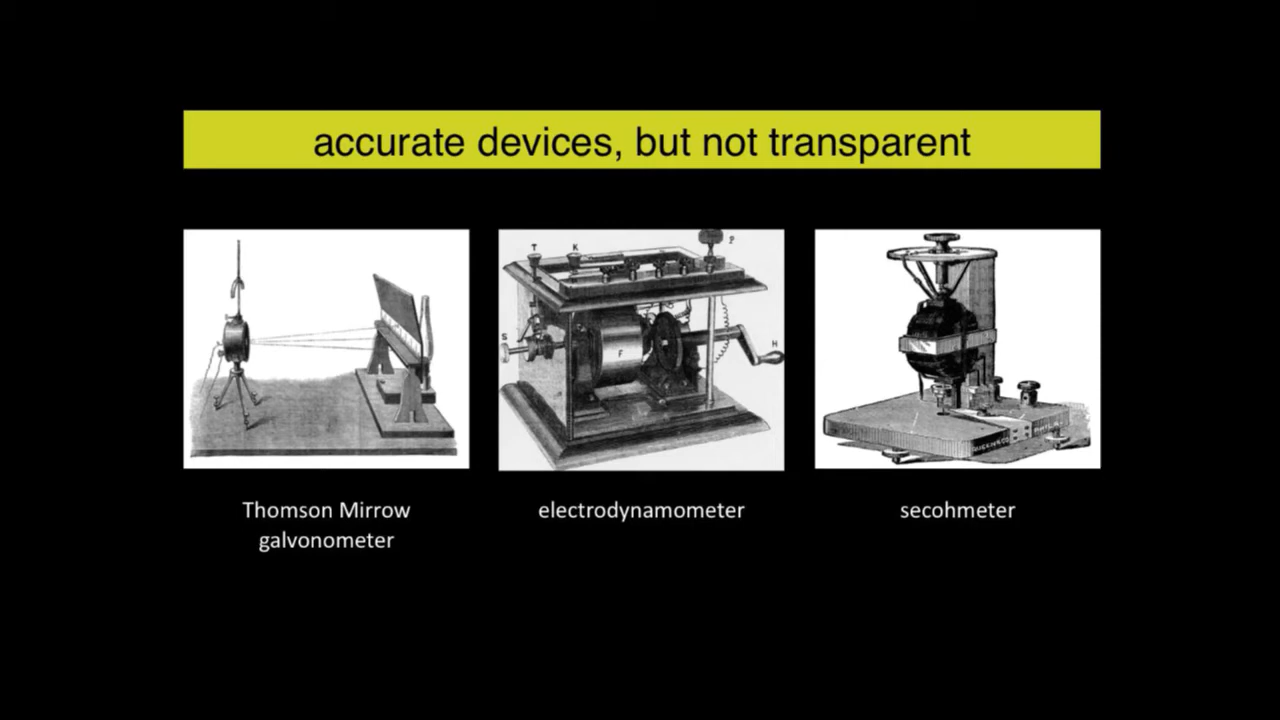 accurate devices, but not transparent
T
K
P
S
F
H
Thomson Mirrow
galvonometer
electrodynamometer
secohmeter